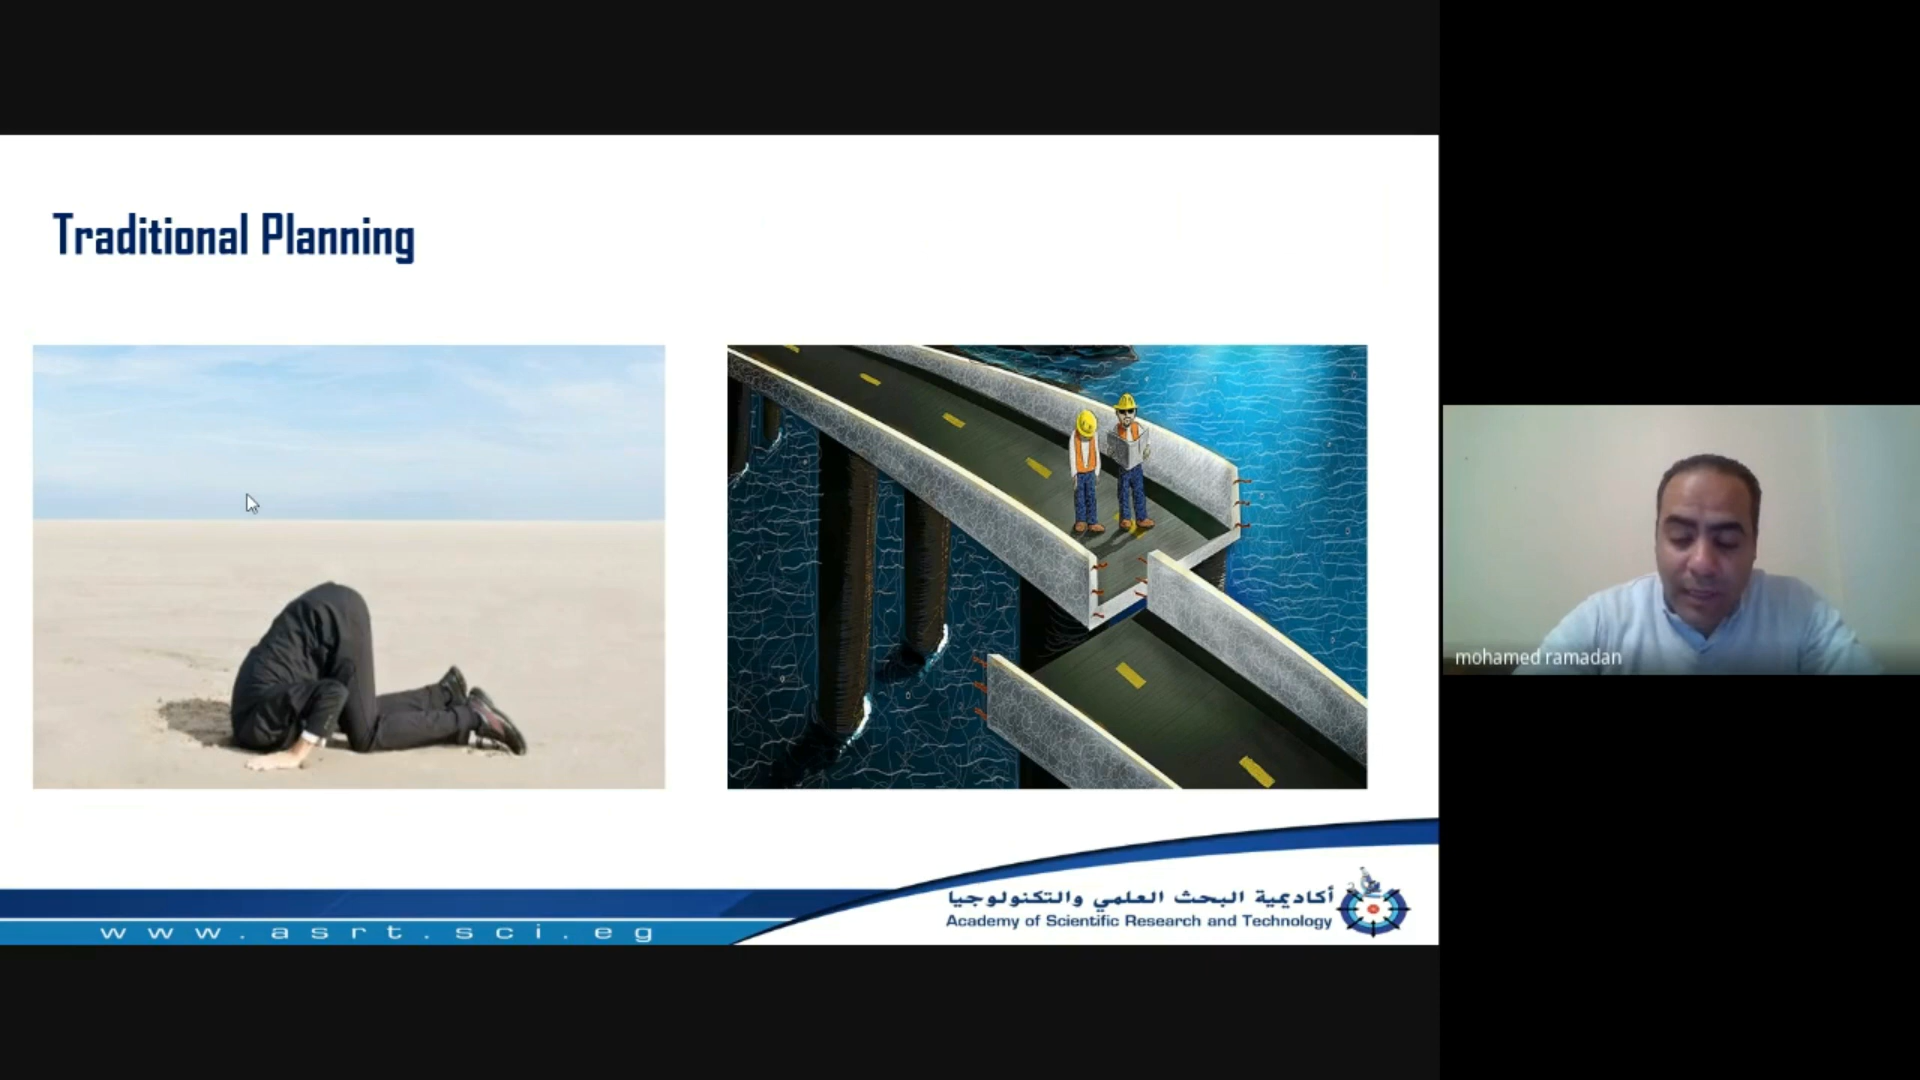 Traditional Planning
mohamed ramadan
أكاديمية البحث العلمي والتكنولوجيا
Academy of Scientific Research and Technology
www.asrt.sci.eg